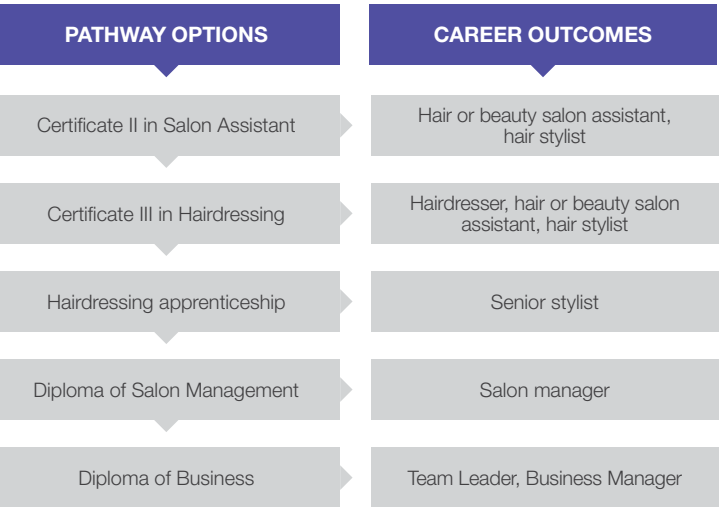 PATHWAY OPTIONS
CAREER OUTCOMES
Certificate II in Salon Assistant
Hair or beauty salon assistant,
hair stylist
Certificate III in Hairdressing
Hairdresser, hair or beauty salon
assistant, hair stylist
Hairdressing apprenticeship
Senior stylist
Diploma of Salon Management
Salon manager
Diploma of Business
Team Leader, Business Manager